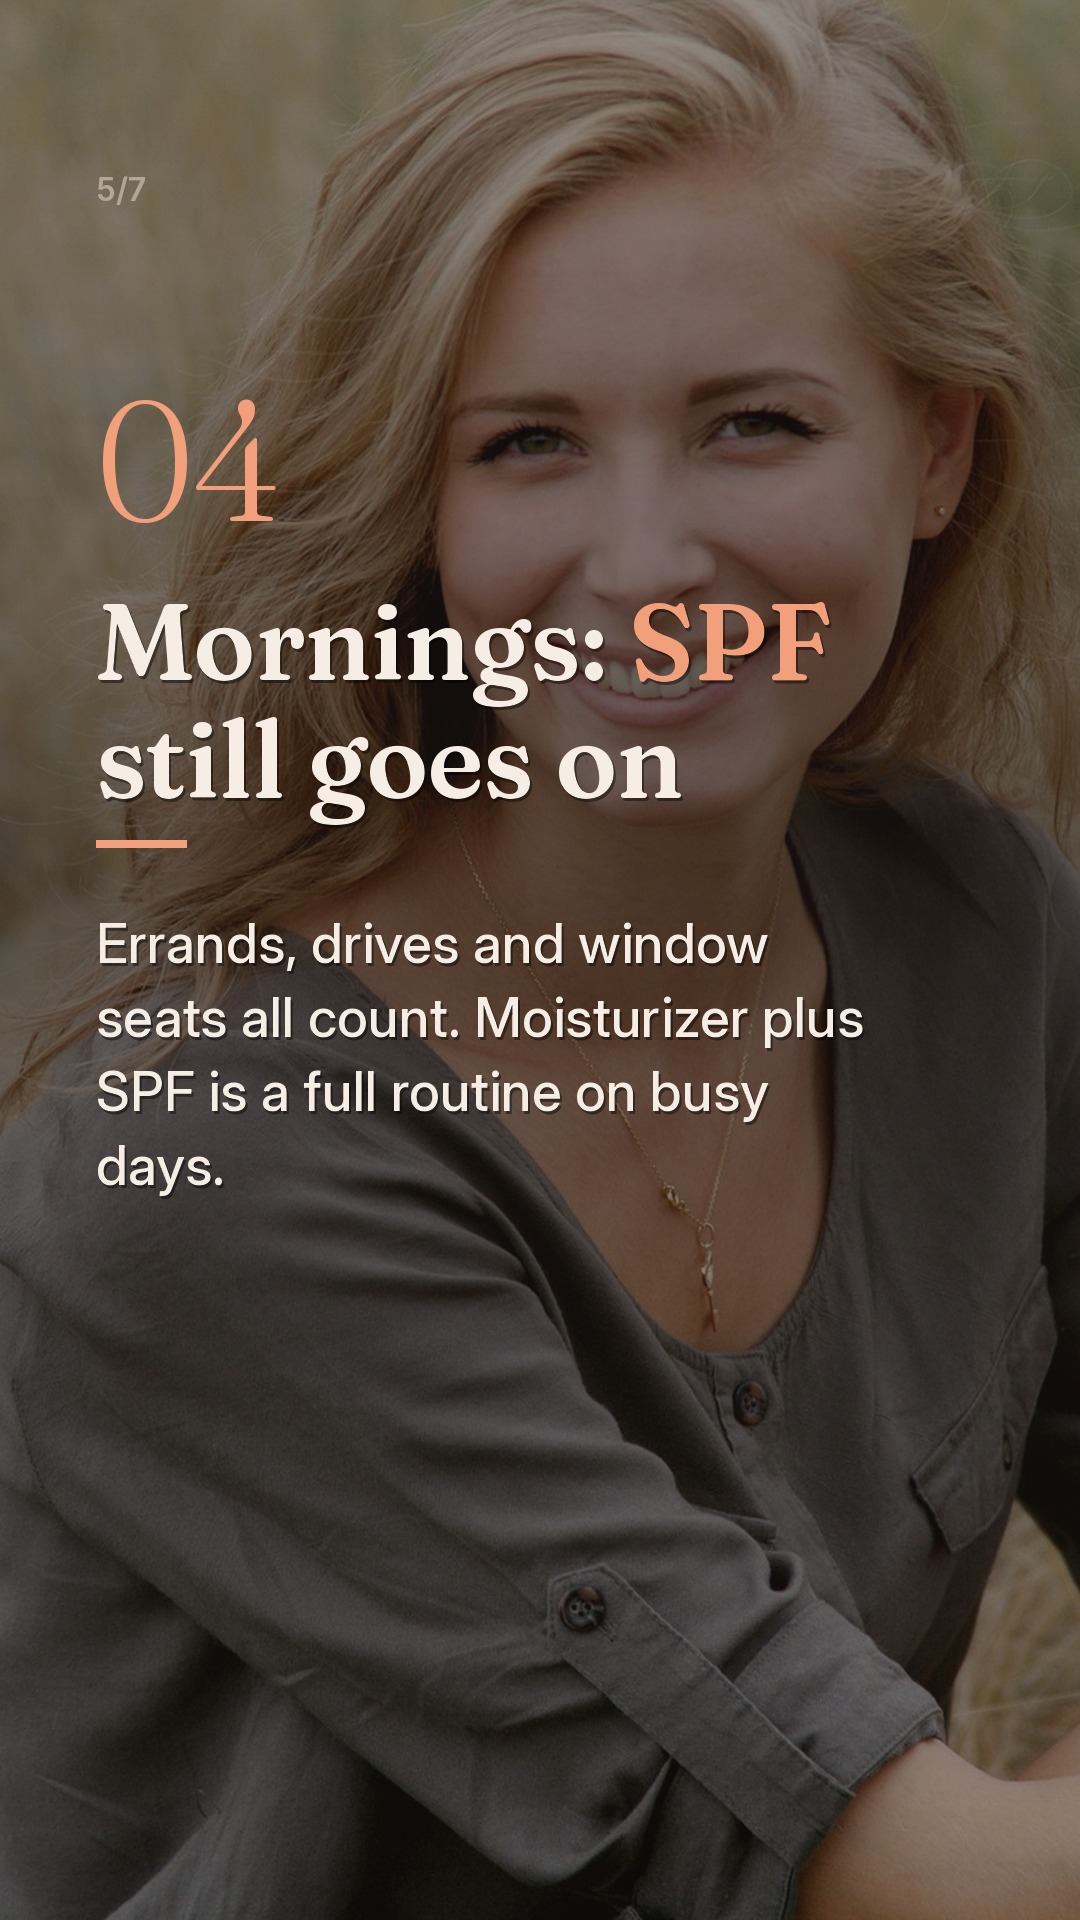 5/7
04
Mornings: SPF
still goes on
Errands, drives and window
seats all count. Moisturizer plus
SPF is a full routine on busy
days.